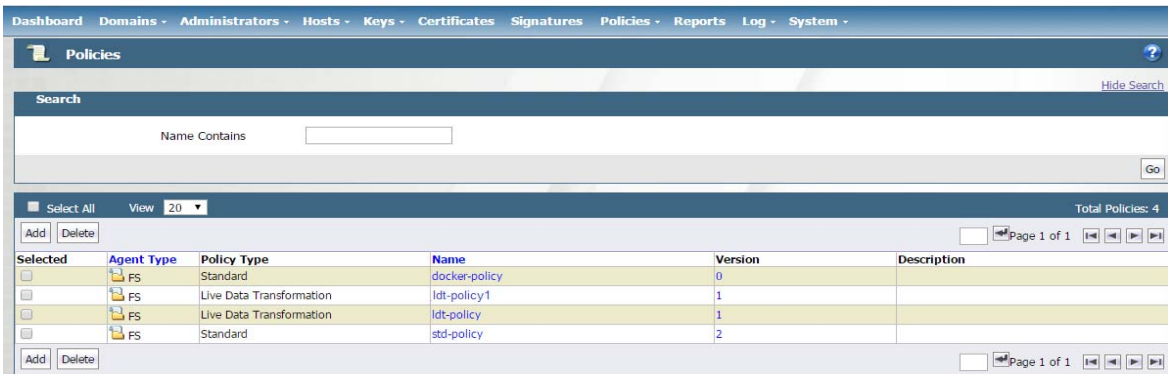 Dashboard Domains Administrators Hosts Keys Certificates Signatures Policies Reports Log System
Policies ?
Hide Search
Search
Name Contains
Go
Select All View 20 Total Policies: 4
Add Delete Page 1 of 1
Selected Agent Type Policy Type Name Version Description
FS Standard docker-policy 0
FS Live Data Transformation ldt-policy1 1
FS Live Data Transformation ldt-policy 1
FS Standard std-policy 2
Add Delete Page 1 of 1